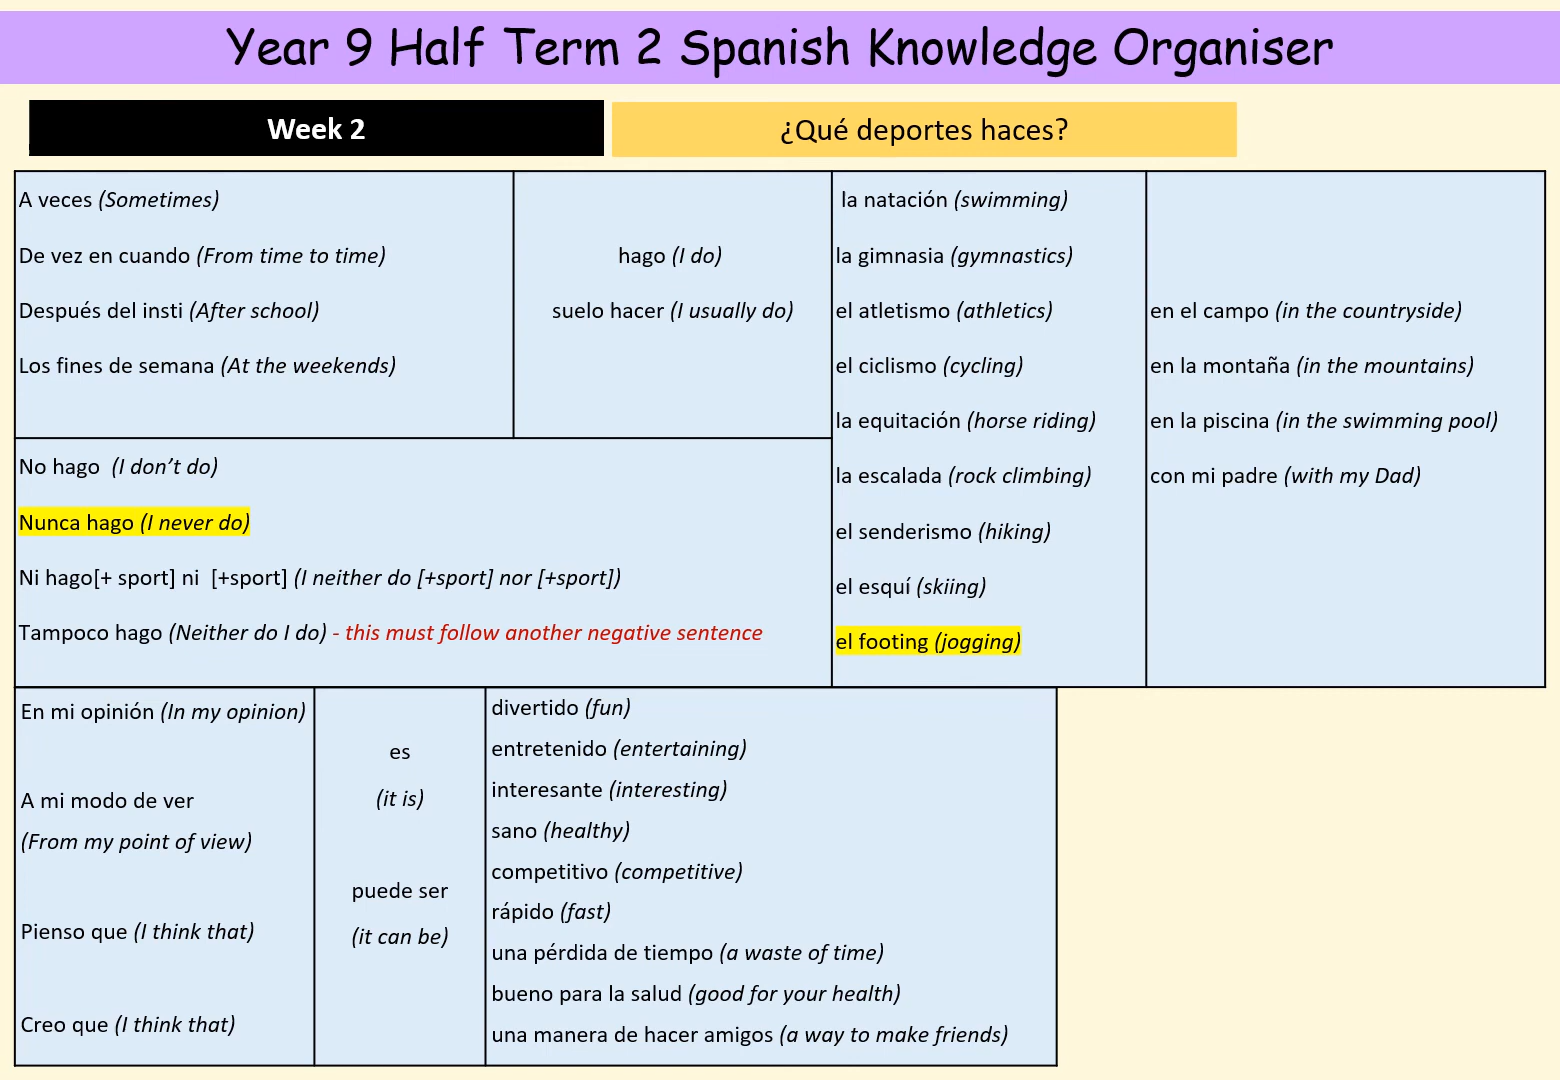 Year 9 Half Term 2 Spanish Knowledge Organiser
Week 2
¿Qué deportes haces?
A veces (Sometimes)
De vez en cuando (From time to time)
Después del insti (After school)
Los fines de semana (At the weekends)
hago (I do)
suelo hacer (I usually do)
No hago (I don’t do)
Nunca hago (I never do)
Ni hago[+ sport] ni [+sport] (I neither do [+sport] nor [+sport])
Tampoco hago (Neither do I do) - this must follow another negative sentence
la natación (swimming)
la gimnasia (gymnastics)
el atletismo (athletics)
el ciclismo (cycling)
la equitación (horse riding)
la escalada (rock climbing)
el senderismo (hiking)
el esquí (skiing)
el footing (jogging)
en el campo (in the countryside)
en la montaña (in the mountains)
en la piscina (in the swimming pool)
con mi padre (with my Dad)
En mi opinión (In my opinion)
A mi modo de ver
(From my point of view)
Pienso que (I think that)
Creo que (I think that)
es
(it is)
puede ser
(it can be)
divertido (fun)
entretenido (entertaining)
interesante (interesting)
sano (healthy)
competitivo (competitive)
rápido (fast)
una pérdida de tiempo (a waste of time)
bueno para la salud (good for your health)
una manera de hacer amigos (a way to make friends)